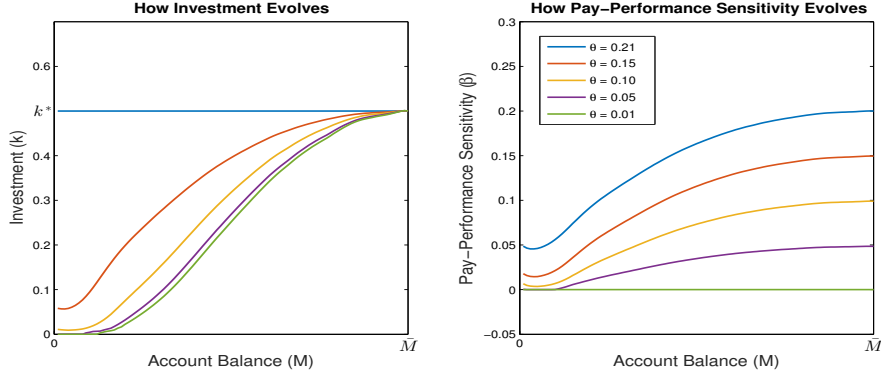 How Investment Evolves
0.6
k*
0.4
0.3
0.2
0.1
0
Investment (k)
0
M̄
Account Balance (M)
How Pay-Performance Sensitivity Evolves
0.3
0.25
0.2
0.15
0.1
0.05
0
-0.05
Pay-Performance Sensitivity (β)
θ = 0.21
θ = 0.15
θ = 0.10
θ = 0.05
θ = 0.01
0
M̄
Account Balance (M)